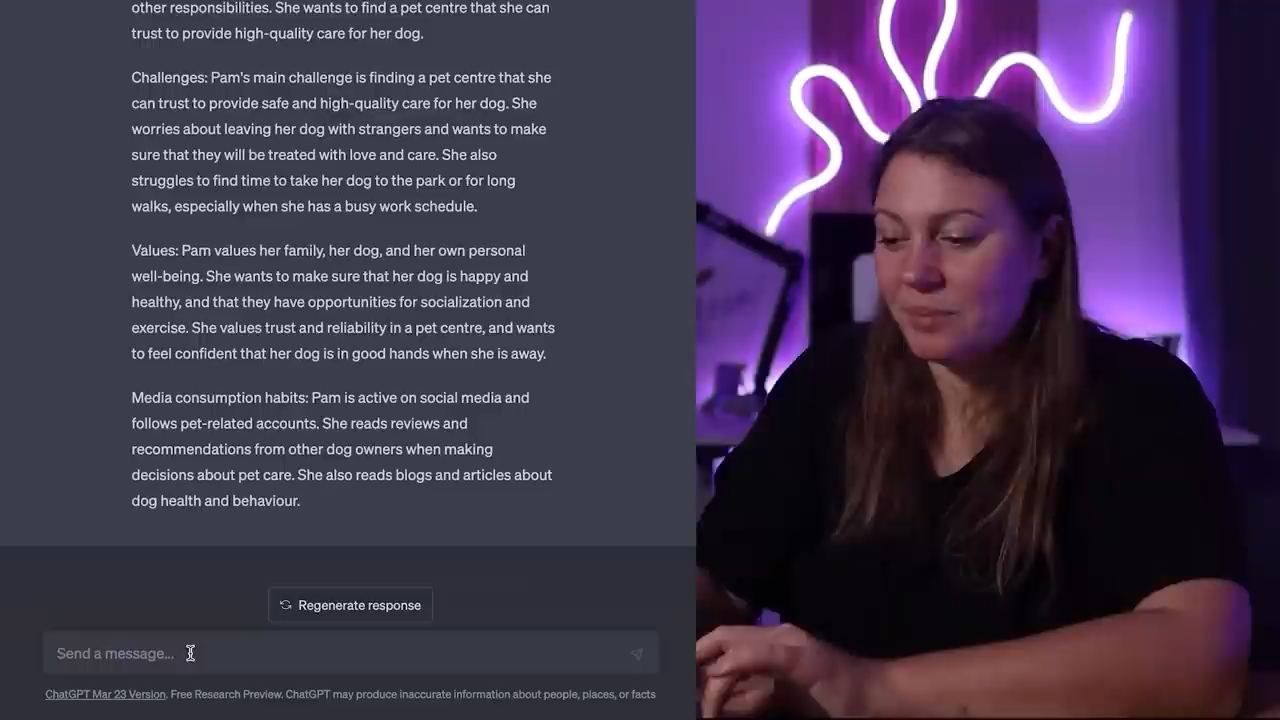 other responsibilities. She wants to find a pet centre that she can
trust to provide high-quality care for her dog.
Challenges: Pam's main challenge is finding a pet centre that she
can trust to provide safe and high-quality care for her dog. She
worries about leaving her dog with strangers and wants to make
sure that they will be treated with love and care. She also
struggles to find time to take her dog to the park or for long
walks, especially when she has a busy work schedule.
Values: Pam values her family, her dog, and her own personal
well-being. She wants to make sure that her dog is happy and
healthy, and that they have opportunities for socialization and
exercise. She values trust and reliability in a pet centre, and wants
to feel confident that her dog is in good hands when she is away.
Media consumption habits: Pam is active on social media and
follows pet-related accounts. She reads reviews and
recommendations from other dog owners when making
decisions about pet care. She also reads blogs and articles about
dog health and behaviour.
Regenerate response
Send a message...
ChatGPT Mar 23 Version. Free Research Preview. ChatGPT may produce inaccurate information about people, places, or facts